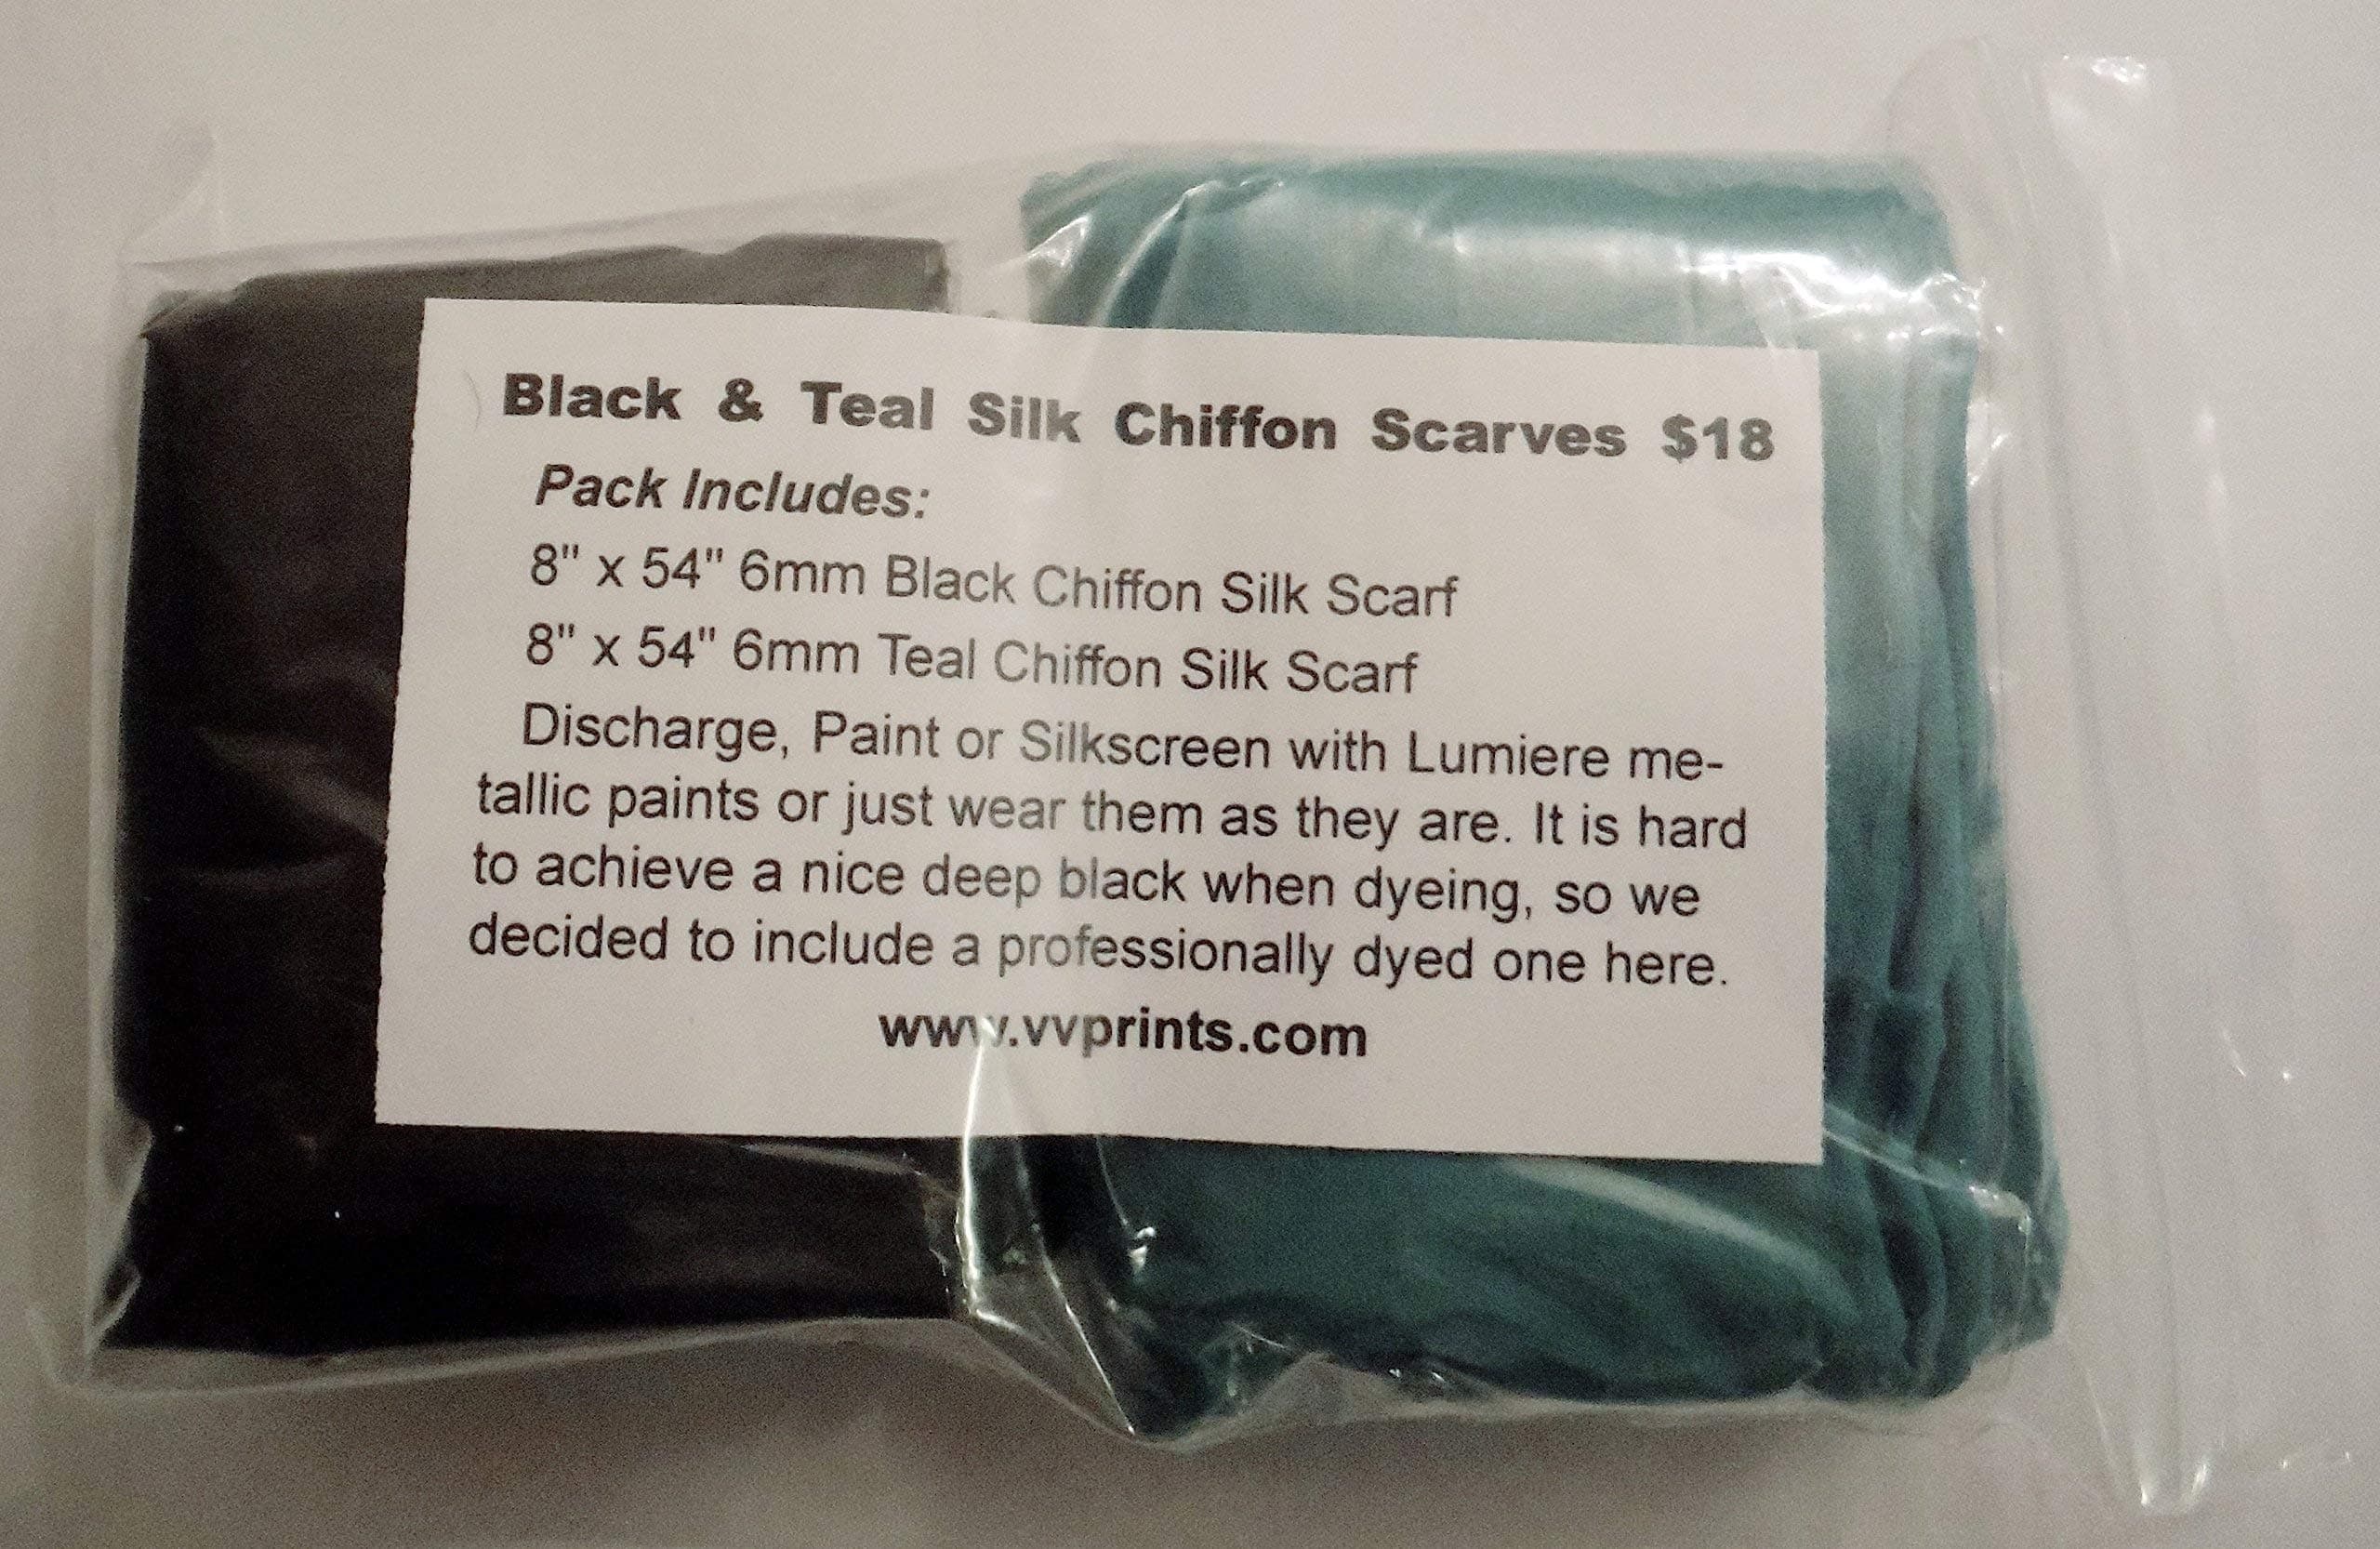 Black & Teal Silk Chiffon Scarves $18
Pack Includes:
8" x 54" 6mm Black Chiffon Silk Scarf
8" x 54" 6mm Teal Chiffon Silk Scarf
Discharge, Paint or Silkscreen with Lumiere me-
tallic paints or just wear them as they are. It is hard
to achieve a nice deep black when dyeing, so we
decided to include a professionally dyed one here.
www.vvprints.com